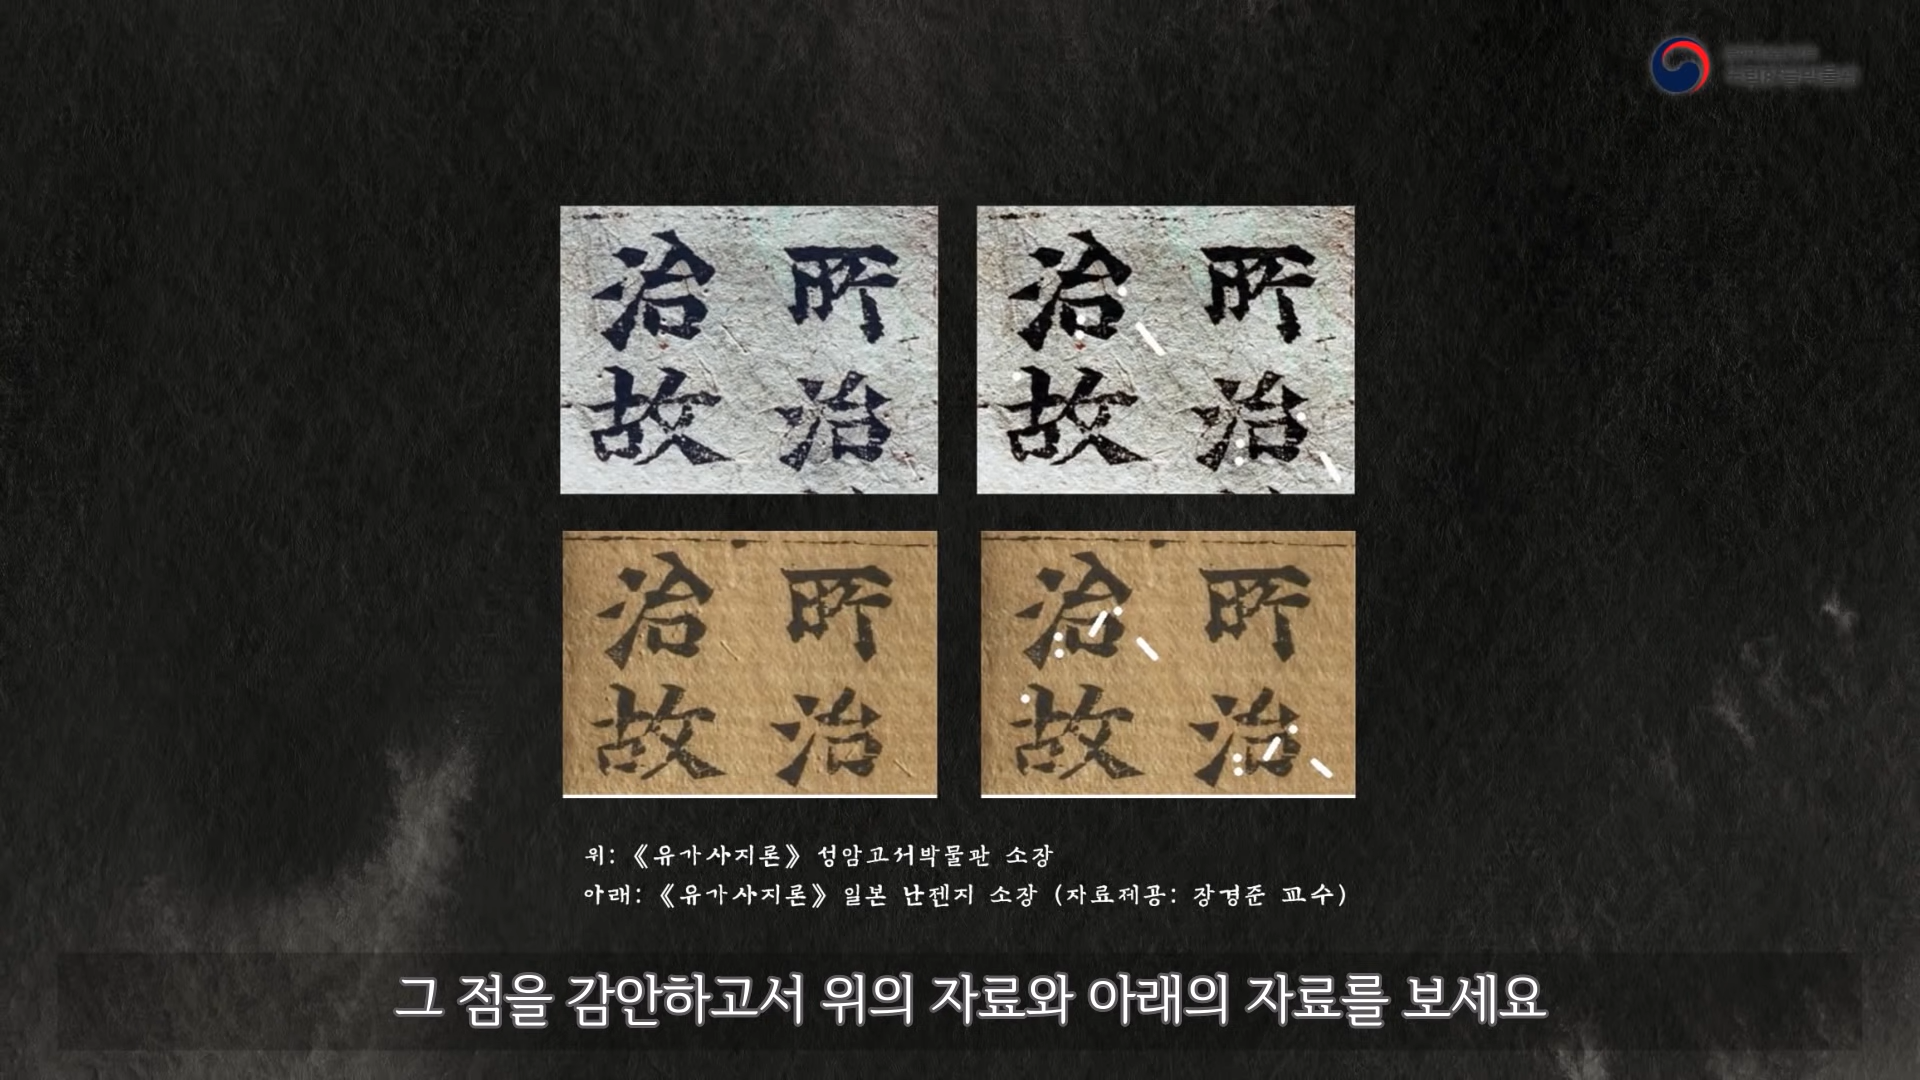 治 所
故 治
治 所
故 治
治 所
故 治
治 所
故 治
위: 《유가사지론》 성암고서박물관 소장
아래: 《유가사지론》 일본 난젠지 소장 (자료제공: 장경준 교수)
그 점을 감안하고서 위의 자료와 아래의 자료를 보세요